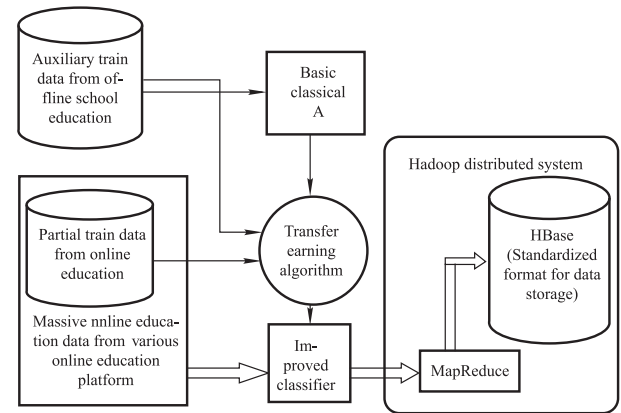 Auxiliary train
data from of-
fline school
education
Basic
classical
A
Hadoop distributed system
HBase
(Standardized
format for data
storage)
Partial train data
from online
education
Transfer
earning
algorithm
Massive nnline educa-
tion data from various
online education
platform
Im-
proved
classifier
MapReduce